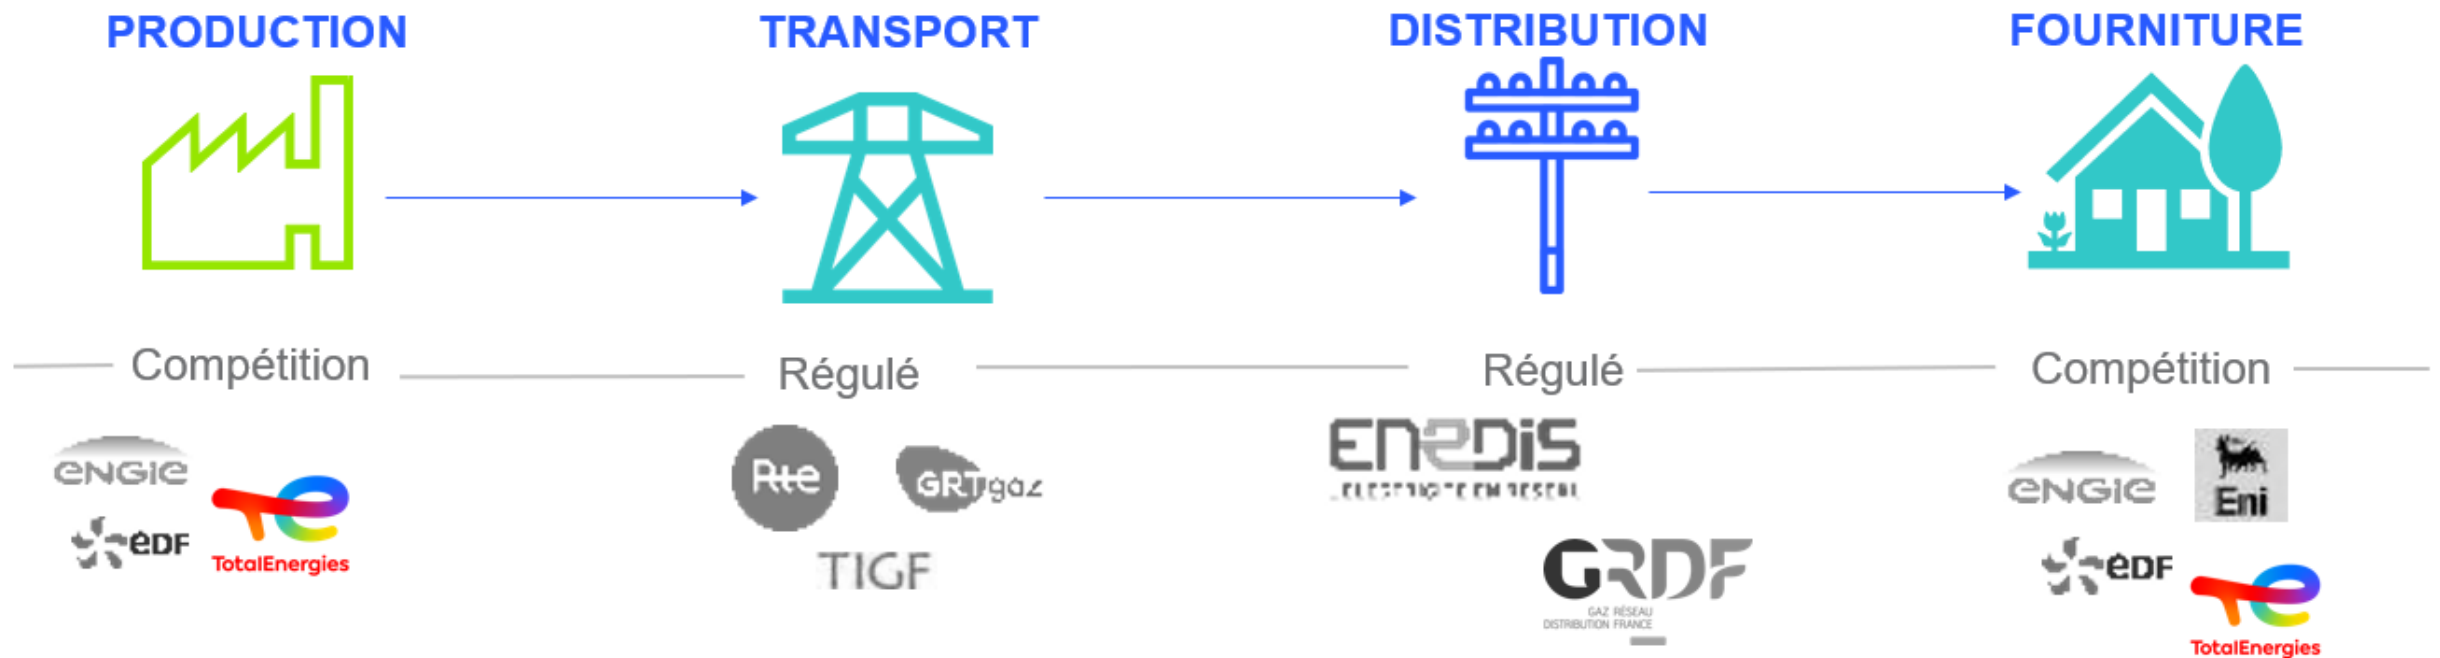 PRODUCTION
TRANSPORT
DISTRIBUTION
FOURNITURE
Compétition
Régulé
Régulé
Compétition
eNGie
eDF
TotalEnergies
Rte
GRTgaz
TIGF
eNeDis
GRDF
GAZ RÉSEAU
DISTRIBUTION FRANCE
eNGie
Eni
eDF
TotalEnergies